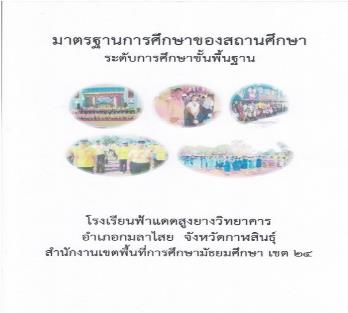 มาตรฐานการศึกษาของสถานศึกษา
ระดับการศึกษาขั้นพื้นฐาน
โรงเรียนฟ้าแดดสูงยางวิทยาคาร
อำเภอกมลาไสย จังหวัดกาฬสินธุ์
สำนักงานเขตพื้นที่การศึกษามัธยมศึกษา เขต ๒๔